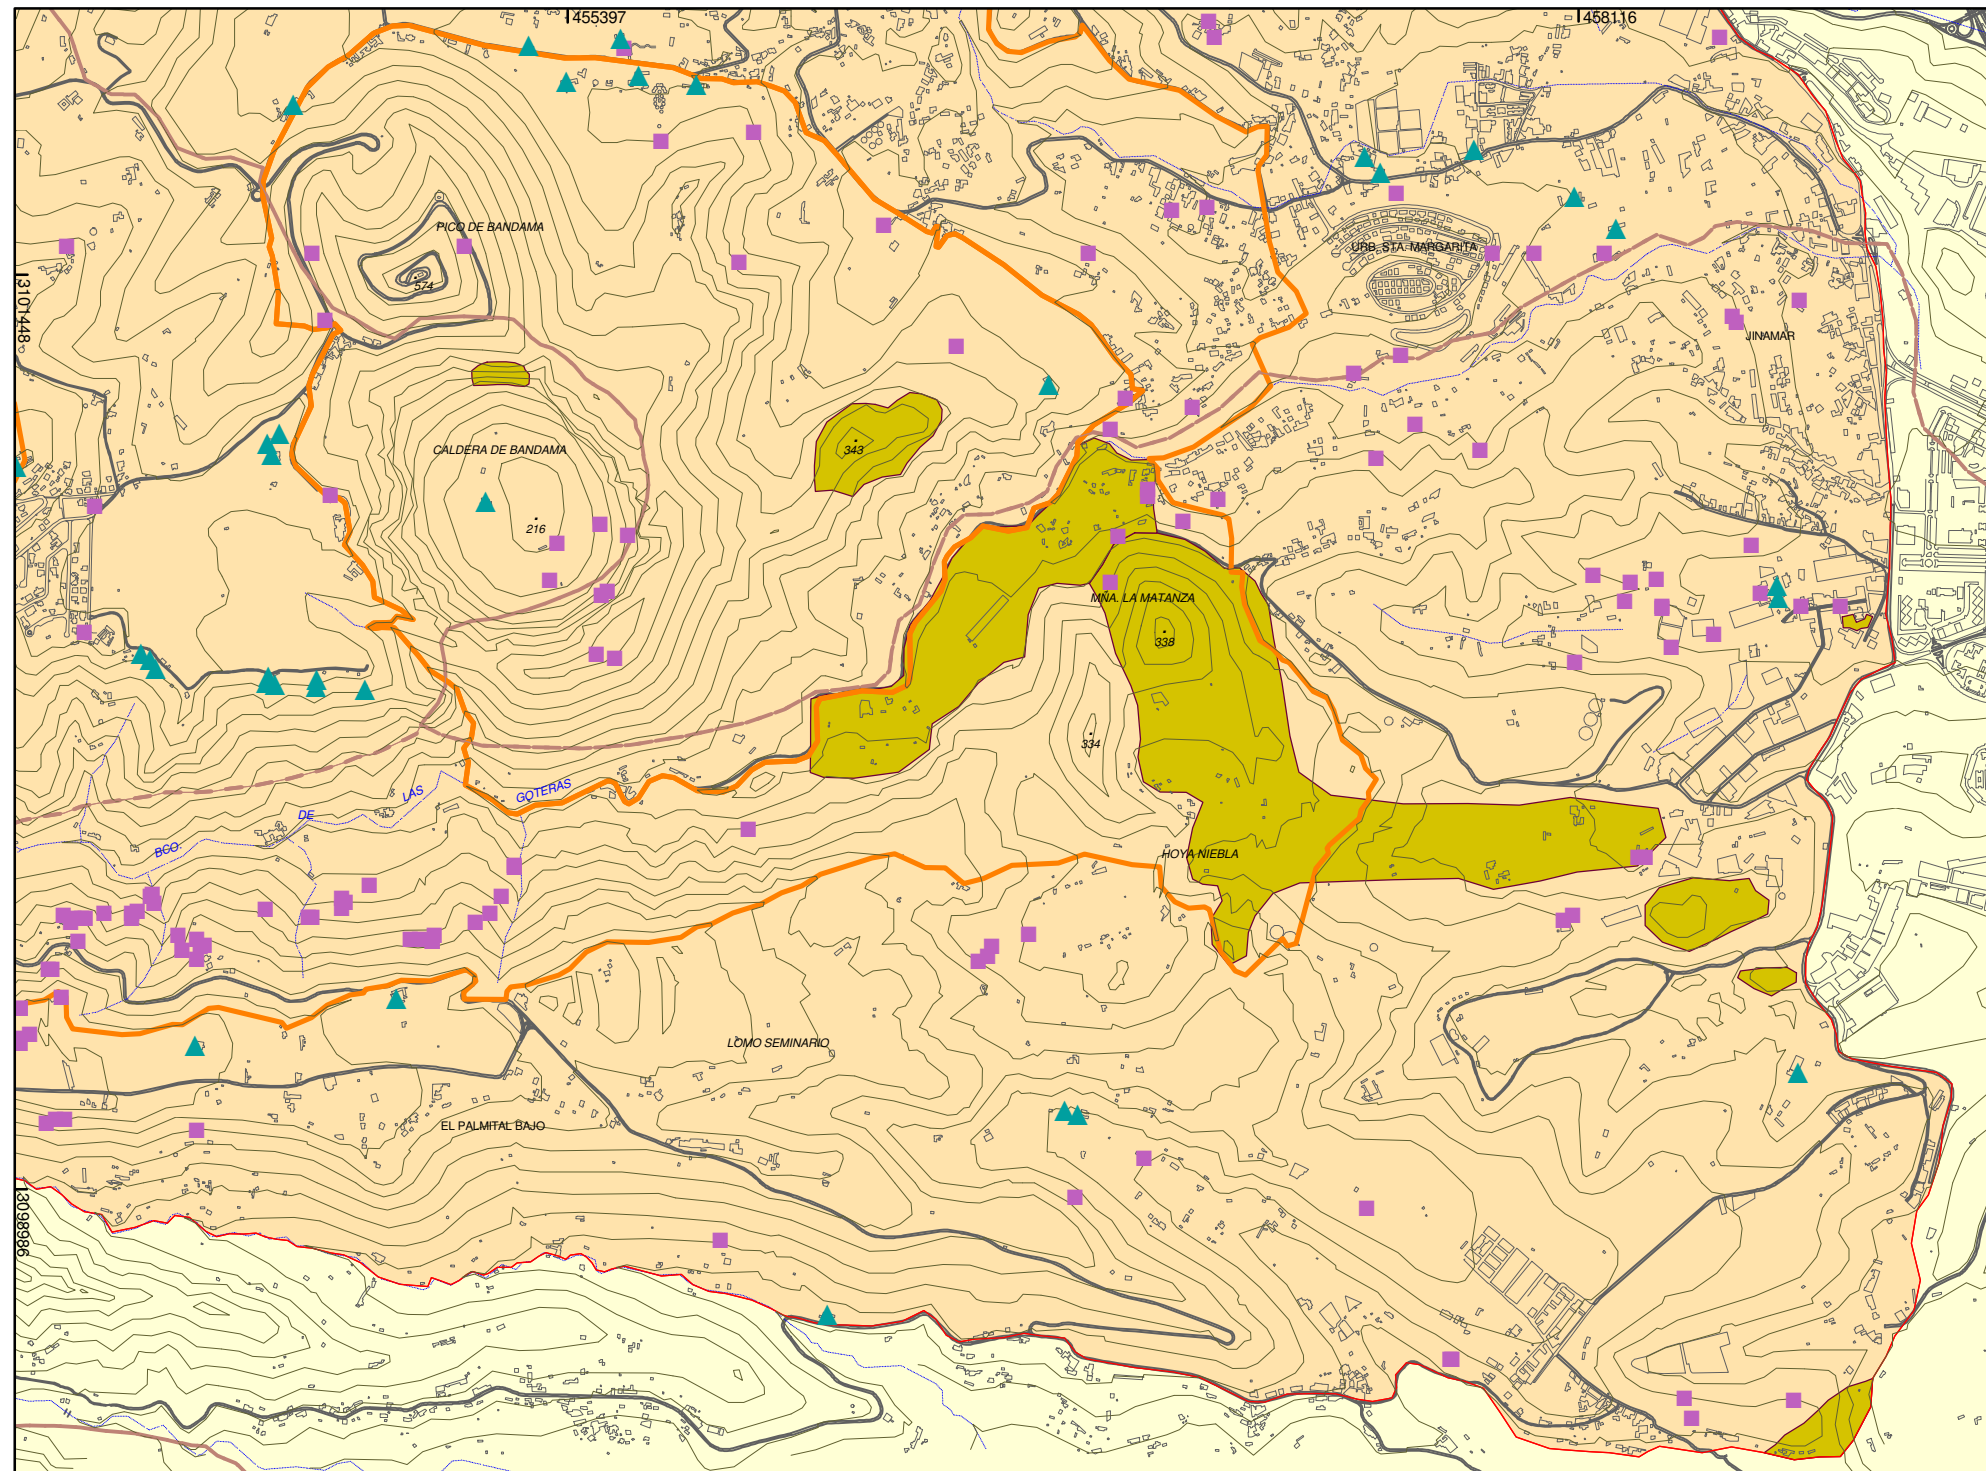 455397
458116
PICO DE BANDAMA
URB. STA. MARGARITA
574
3101448
JINAMAR
CALDERA DE BANDAMA
343
216
MÑA. LA MATANZA
338
334
GOTERAS
LAS
DE
BCO.
HOYA NIEBLA
LOMO SEMINARIO
EL PALMITAL BAJO
3098986